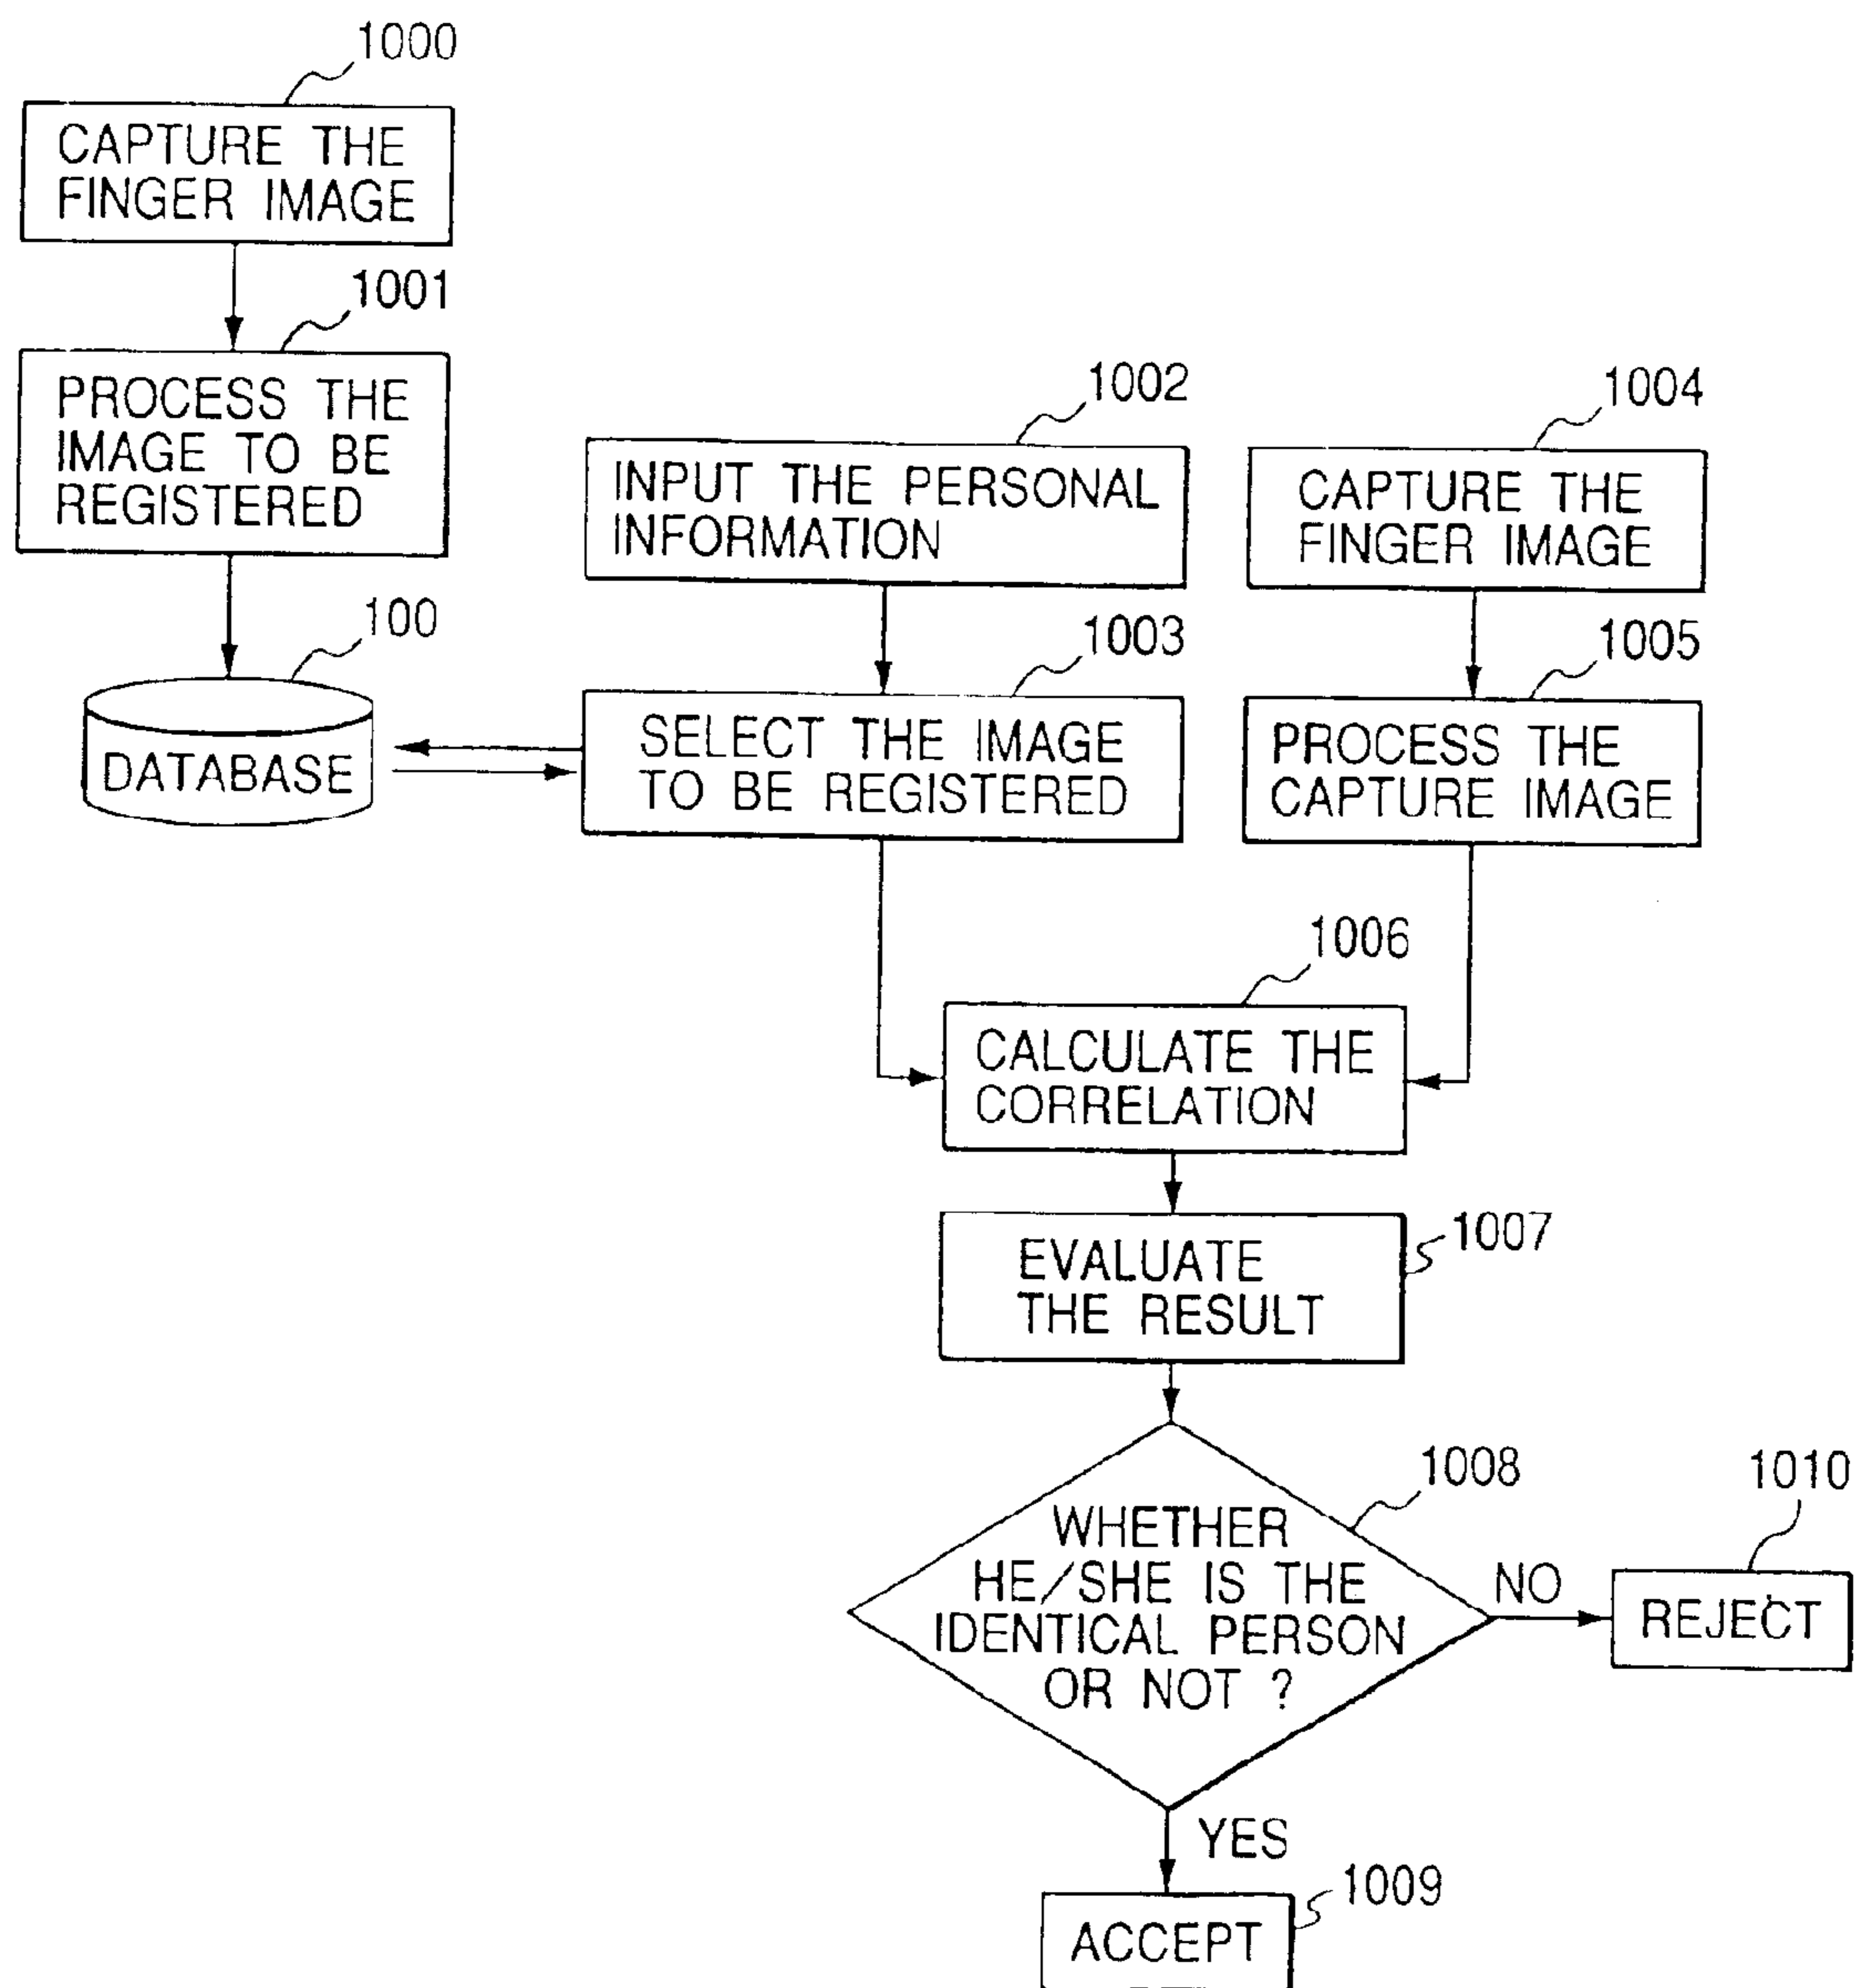 1000
CAPTURE THE
FINGER IMAGE
1001
PROCESS THE
IMAGE TO BE
REGISTERED
100
DATABASE
1002
INPUT THE PERSONAL
INFORMATION
1003
SELECT THE IMAGE
TO BE REGISTERED
1004
CAPTURE THE
FINGER IMAGE
1005
PROCESS THE
CAPTURE IMAGE
1006
CALCULATE THE
CORRELATION
1007
EVALUATE
THE RESULT
1008
WHETHER
HE/SHE IS THE
IDENTICAL PERSON
OR NOT ?
NO
1010
REJECT
YES
1009
ACCEPT